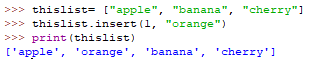 >>> thislist= ["apple", "banana", "cherry"]
>>> thislist.insert(1, "orange")
>>> print(thislist)
['apple', 'orange', 'banana', 'cherry']